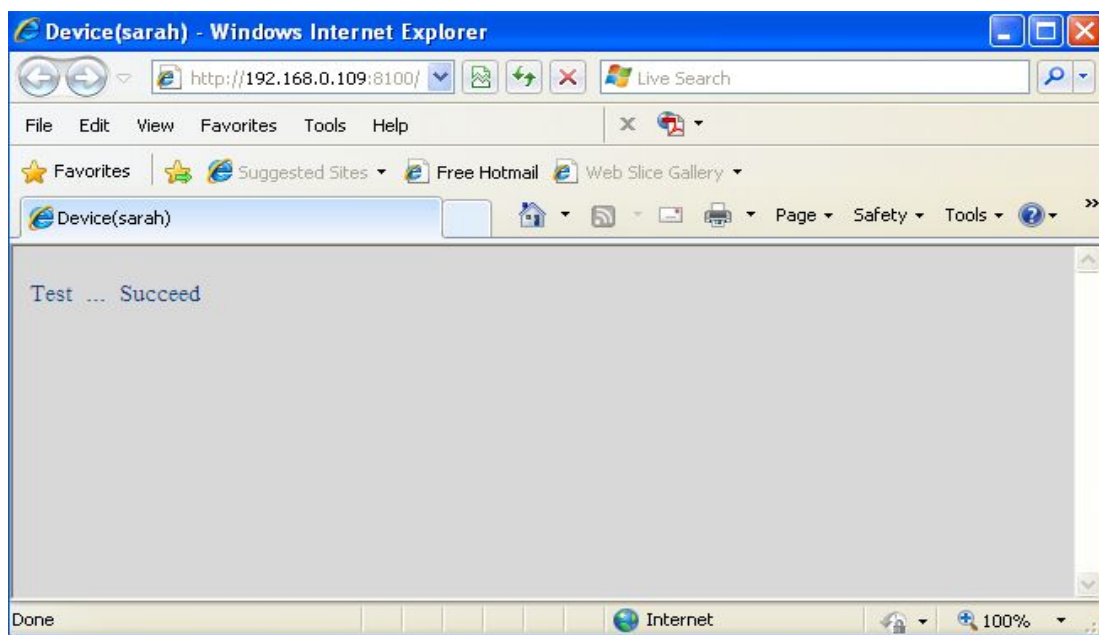 Device(sarah) - Windows Internet Explorer
http://192.168.0.109:8100/ Live Search
File Edit View Favorites Tools Help
Favorites Suggested Sites Free Hotmail Web Slice Gallery
Device(sarah) Page Safety Tools »
Test ... Succeed
Done Internet 100%